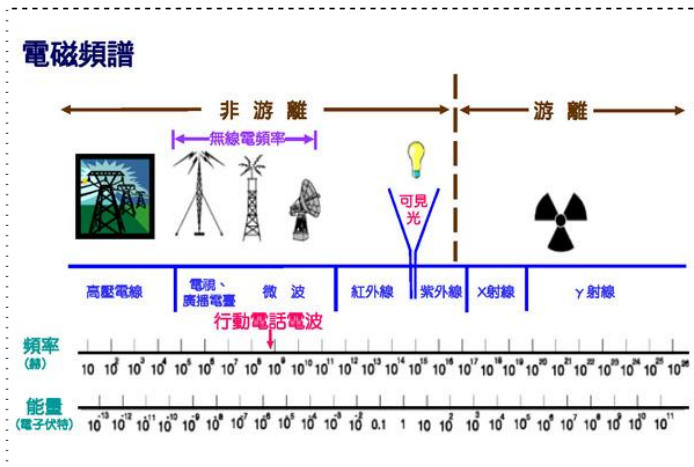 電磁頻譜
非 游 離 游 離
無線電頻率
可見
光
高壓電線 電視、 微 波 紅外線 紫外線 X射線 γ射線
廣播電臺
行動電話電波
頻率
(赫) 10 10² 10³ 10⁴ 10⁵ 10⁶ 10⁷ 10⁸ 10⁹ 10¹⁰ 10¹¹ 10¹² 10¹³ 10¹⁴ 10¹⁵ 10¹⁶ 10¹⁷ 10¹⁸ 10¹⁹ 10²⁰ 10²¹ 10²² 10²³ 10²⁴ 10²⁵ 10²⁶
能量
(電子伏特) 10⁻¹³ 10⁻¹² 10⁻¹¹ 10⁻¹⁰ 10⁻⁹ 10⁻⁸ 10⁻⁷ 10⁻⁶ 10⁻⁵ 10⁻⁴ 10⁻³ 10⁻² 0.1 1 10 10² 10³ 10⁴ 10⁵ 10⁶ 10⁷ 10⁸ 10⁹ 10¹⁰ 10¹¹